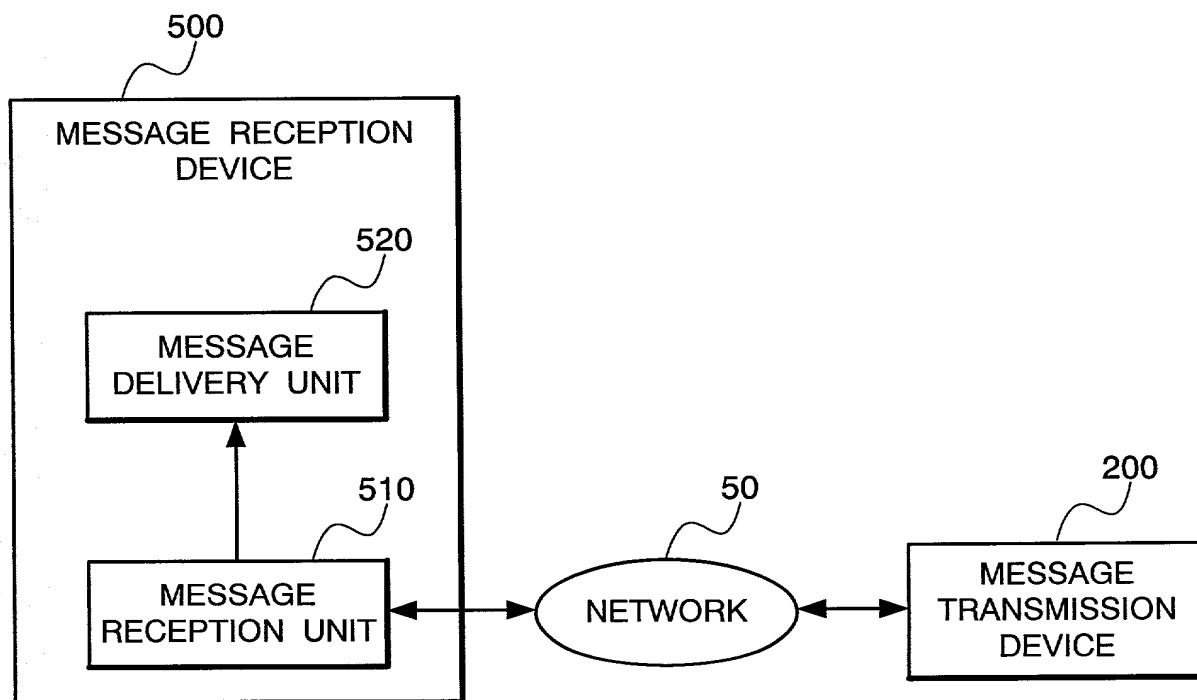 500
MESSAGE RECEPTION
DEVICE
520
MESSAGE
DELIVERY UNIT
510
MESSAGE
RECEPTION UNIT
50
NETWORK
200
MESSAGE
TRANSMISSION
DEVICE